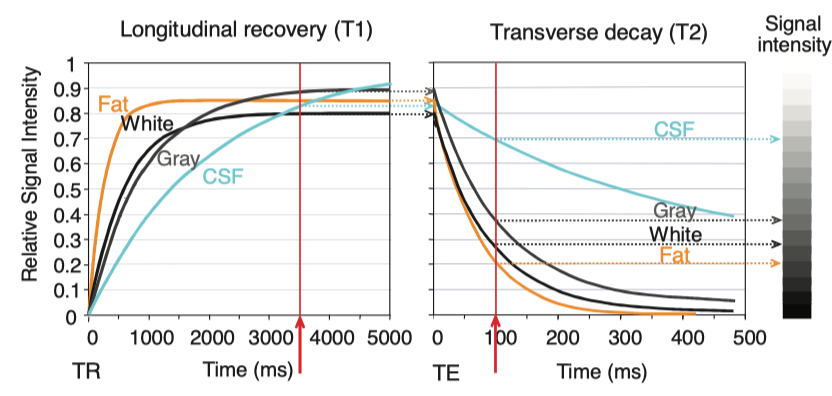 Longitudinal recovery (T1)
Transverse decay (T2)
Signal
intensity
Relative Signal Intensity
1
0.9
0.8
0.7
0.6
0.5
0.4
0.3
0.2
0.1
0
Fat
White
Gray
CSF
0 1000 2000 3000 4000 5000
TR Time (ms)
CSF
Gray
White
Fat
0 100 200 300 400 500
TE Time (ms)